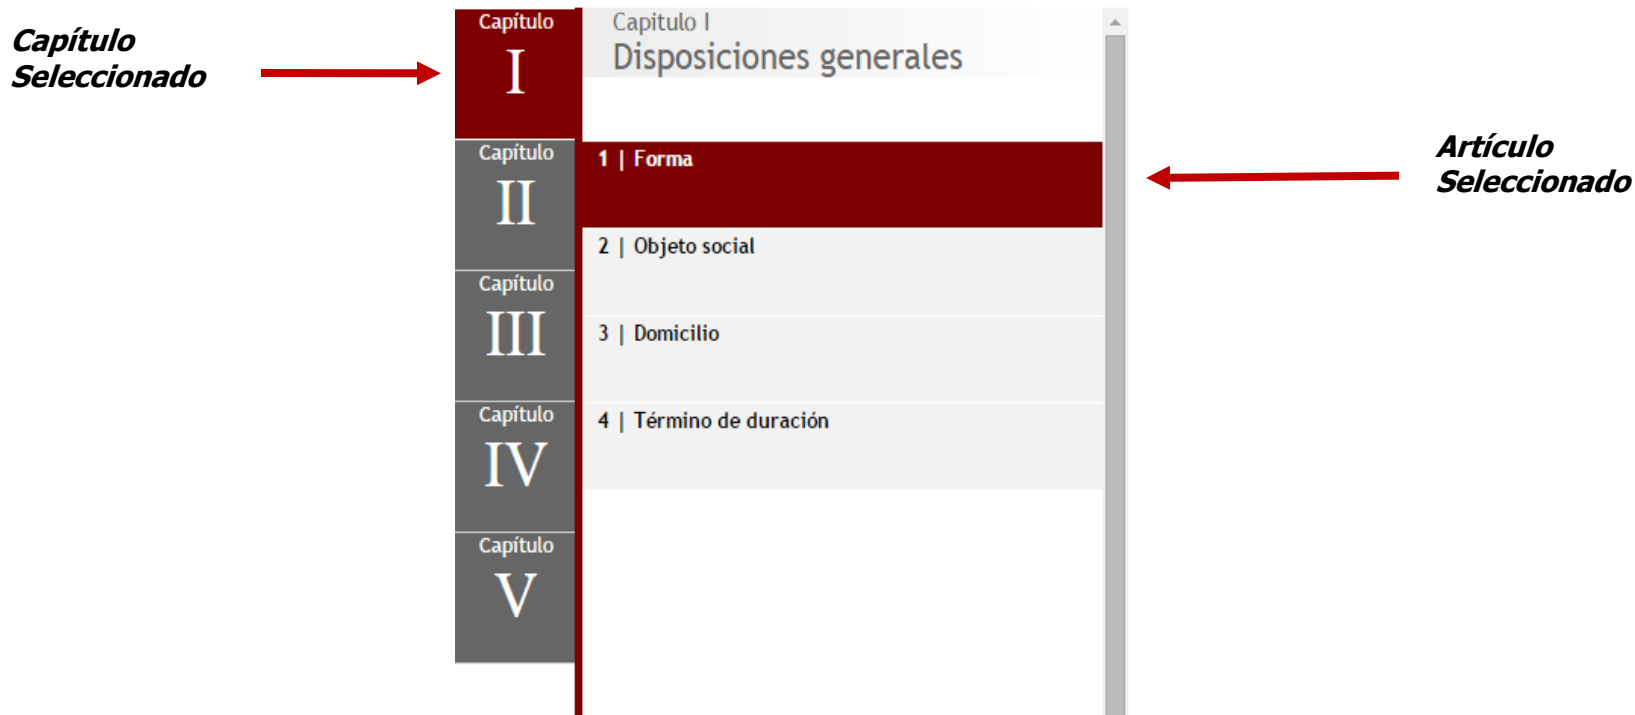 Capítulo
Seleccionado
Capítulo
I
Capítulo
II
Capítulo
III
Capítulo
IV
Capítulo
V
Capitulo I
Disposiciones generales
1 | Forma
2 | Objeto social
3 | Domicilio
4 | Término de duración
Artículo
Seleccionado